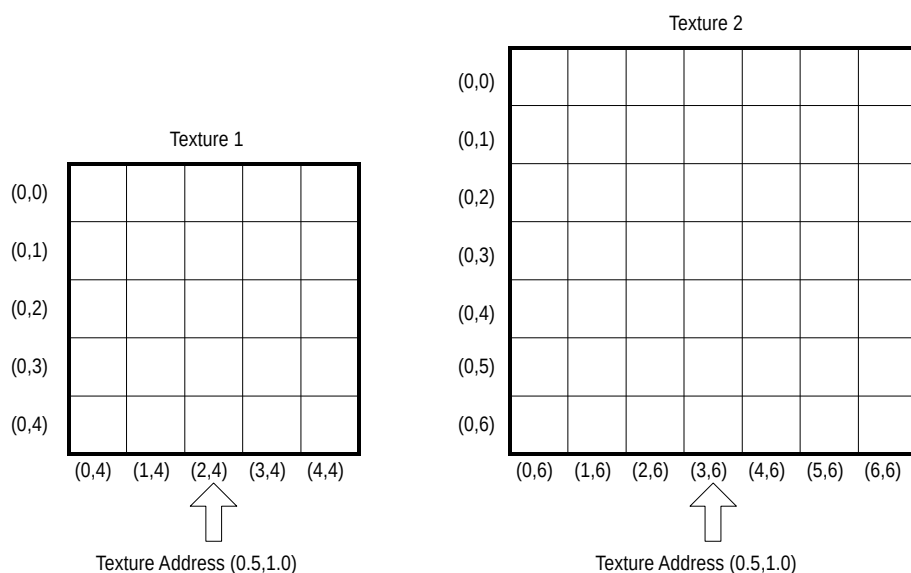 Texture 1
(0,0)
(0,1)
(0,2)
(0,3)
(0,4)
(0,4) (1,4) (2,4) (3,4) (4,4)
Texture Address (0.5,1.0)
Texture 2
(0,0)
(0,1)
(0,2)
(0,3)
(0,4)
(0,5)
(0,6)
(0,6) (1,6) (2,6) (3,6) (4,6) (5,6) (6,6)
Texture Address (0.5,1.0)